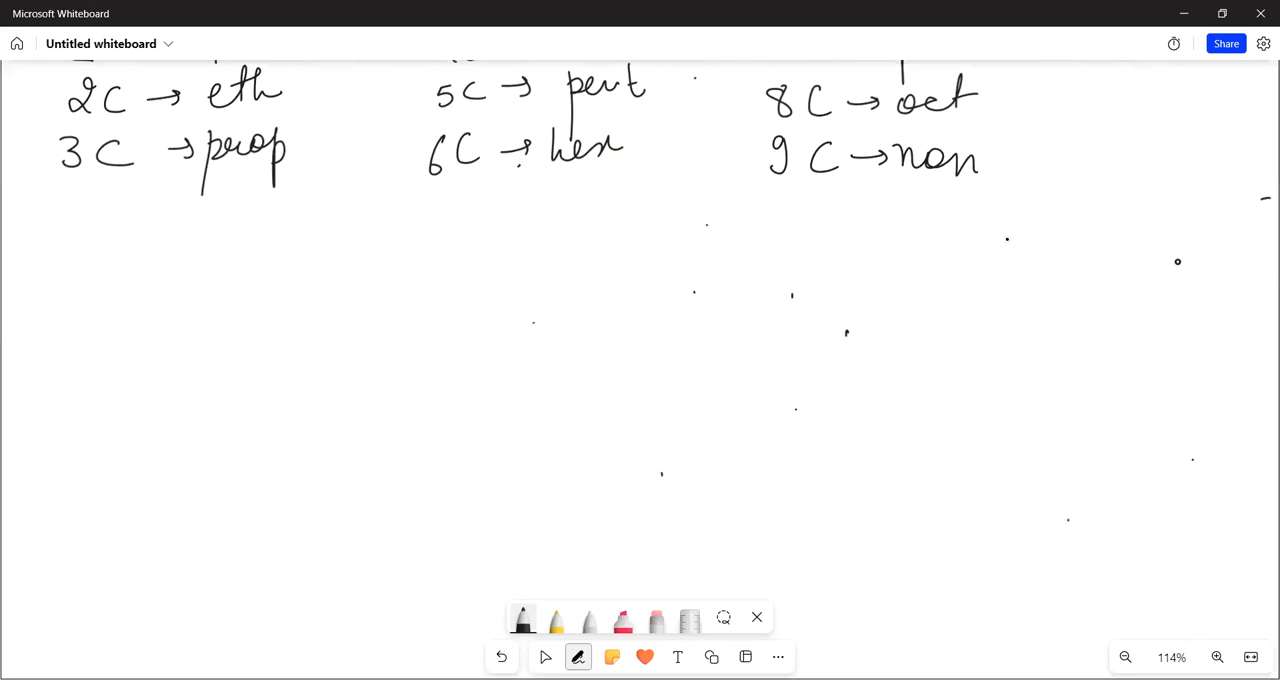 Microsoft Whiteboard
Untitled whiteboard
Share
2C → eth 5C → pent 8C → oct
3C → prop 6C → hex 9C → non
114%